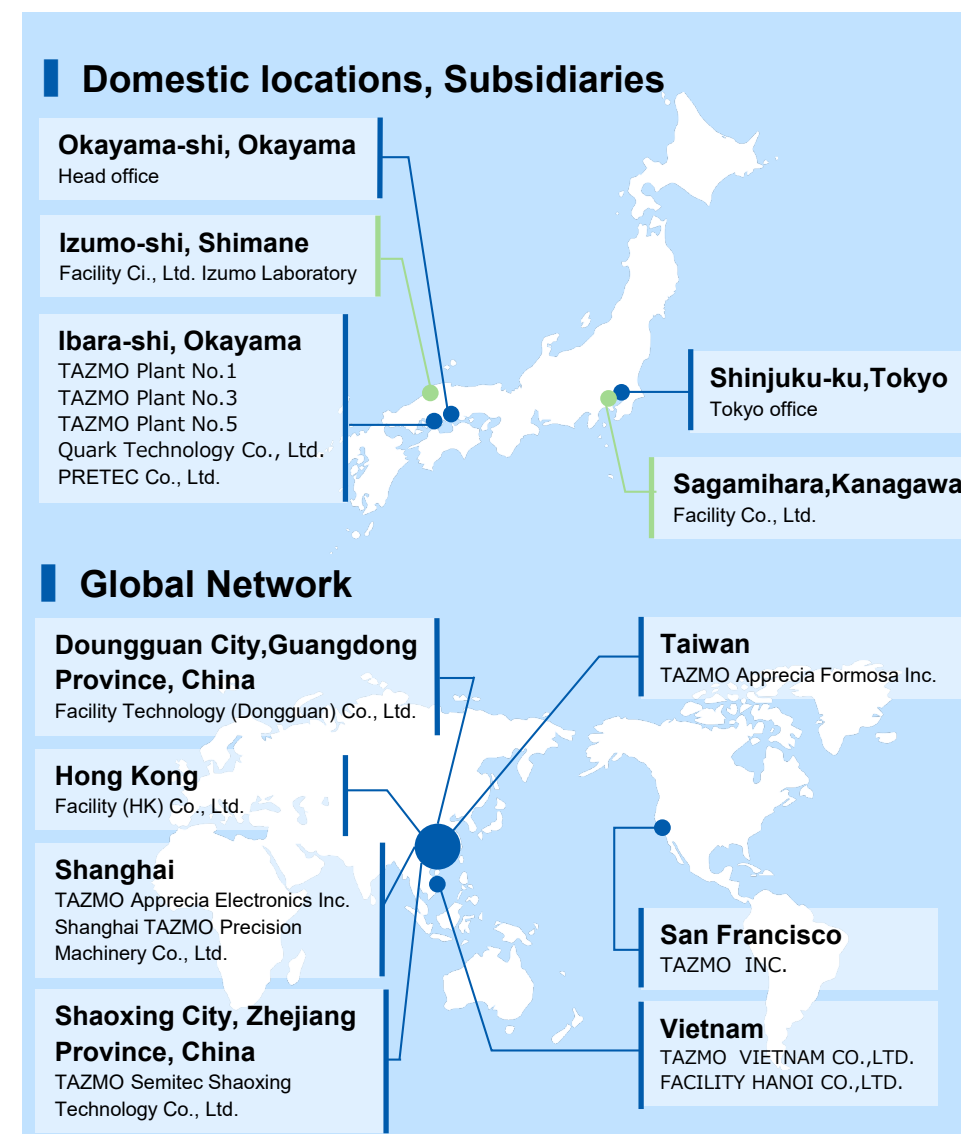 Domestic locations, Subsidiaries
Okayama-shi, Okayama
Head office
Izumo-shi, Shimane
Facility Ci., Ltd. Izumo Laboratory
Ibara-shi, Okayama
TAZMO Plant No.1
TAZMO Plant No.3
TAZMO Plant No.5
Quark Technology Co., Ltd.
PRETEC Co., Ltd.
Shinjuku-ku,Tokyo
Tokyo office
Sagamihara,Kanagawa
Facility Co., Ltd.
Global Network
Doungguan City,Guangdong
Province, China
Facility Technology (Dongguan) Co., Ltd.
Hong Kong
Facility (HK) Co., Ltd.
Shanghai
TAZMO Apprecia Electronics Inc.
Shanghai TAZMO Precision
Machinery Co., Ltd.
Shaoxing City, Zhejiang
Province, China
TAZMO Semitec Shaoxing
Technology Co., Ltd.
Taiwan
TAZMO Apprecia Formosa Inc.
San Francisco
TAZMO INC.
Vietnam
TAZMO VIETNAM CO.,LTD.
FACILITY HANOI CO.,LTD.